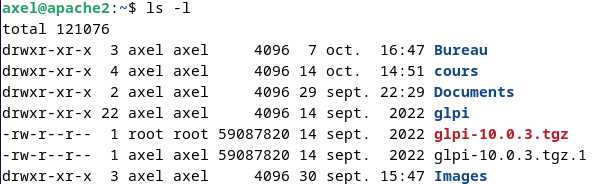 axel@apache2:~$ ls -l
total 121076
drwxr-xr-x  3 axel axel     4096  7 oct.  16:47 Bureau
drwxr-xr-x  4 axel axel     4096 14 oct.  14:51 cours
drwxr-xr-x  2 axel axel     4096 29 sept. 22:29 Documents
drwxr-xr-x 22 axel axel     4096 14 sept.  2022 glpi
-rw-r--r--  1 root root 59087820 14 sept.  2022 glpi-10.0.3.tgz
-rw-r--r--  1 axel axel 59087820 14 sept.  2022 glpi-10.0.3.tgz.1
drwxr-xr-x  3 axel axel     4096 30 sept. 15:47 Images